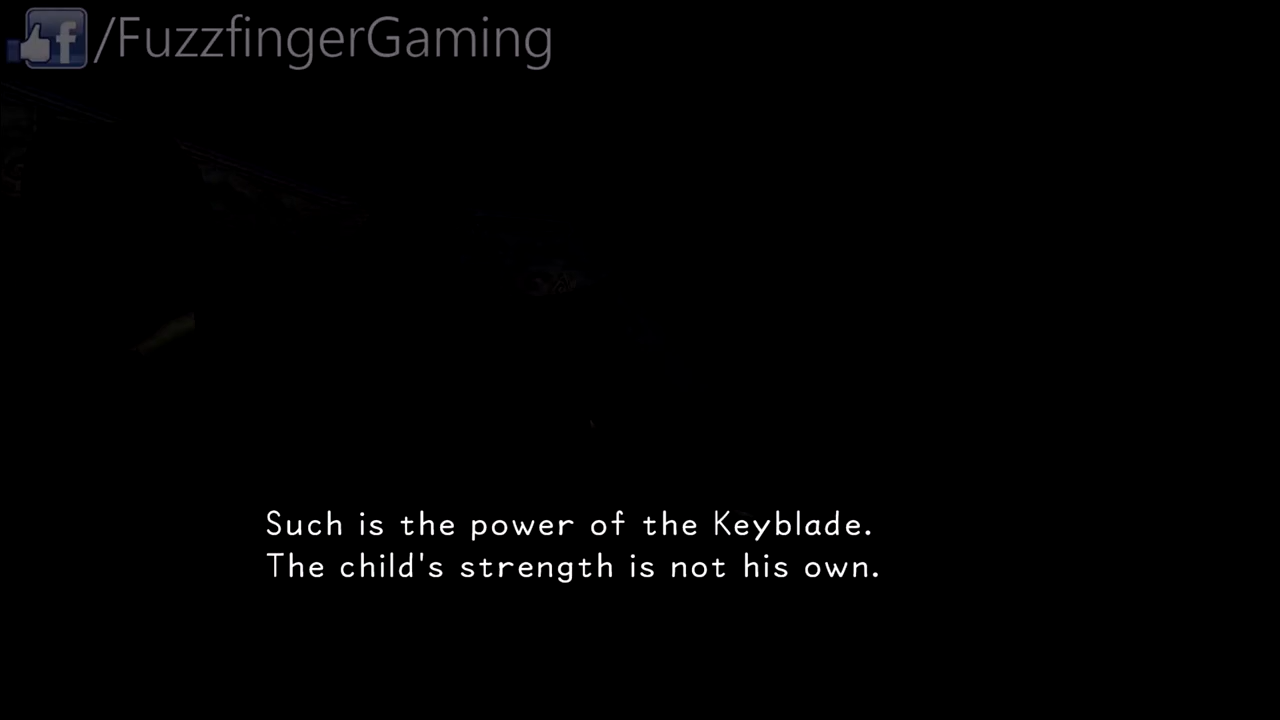 /FuzzfingerGaming
Such is the power of the Keyblade.
The child's strength is not his own.